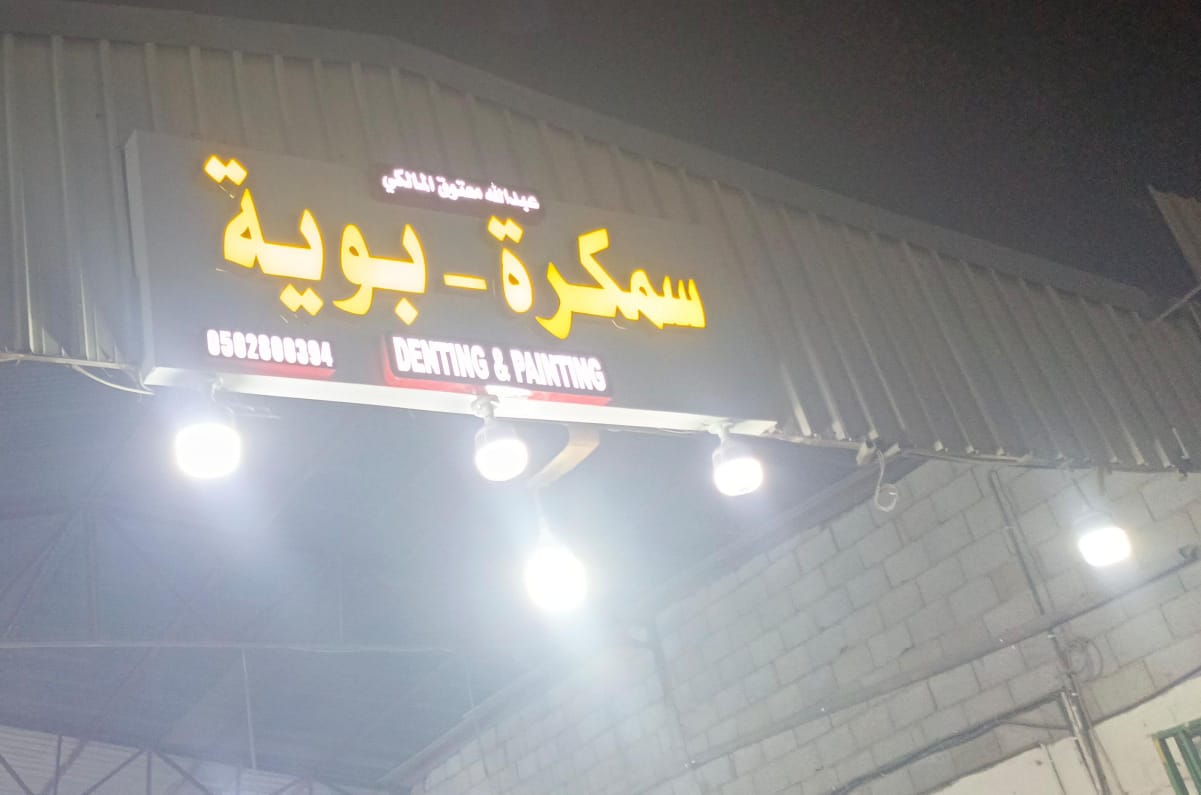 عبدالله معتوق المالكي
سمكرة - بوية
DENTING & PAINTING
0502800394